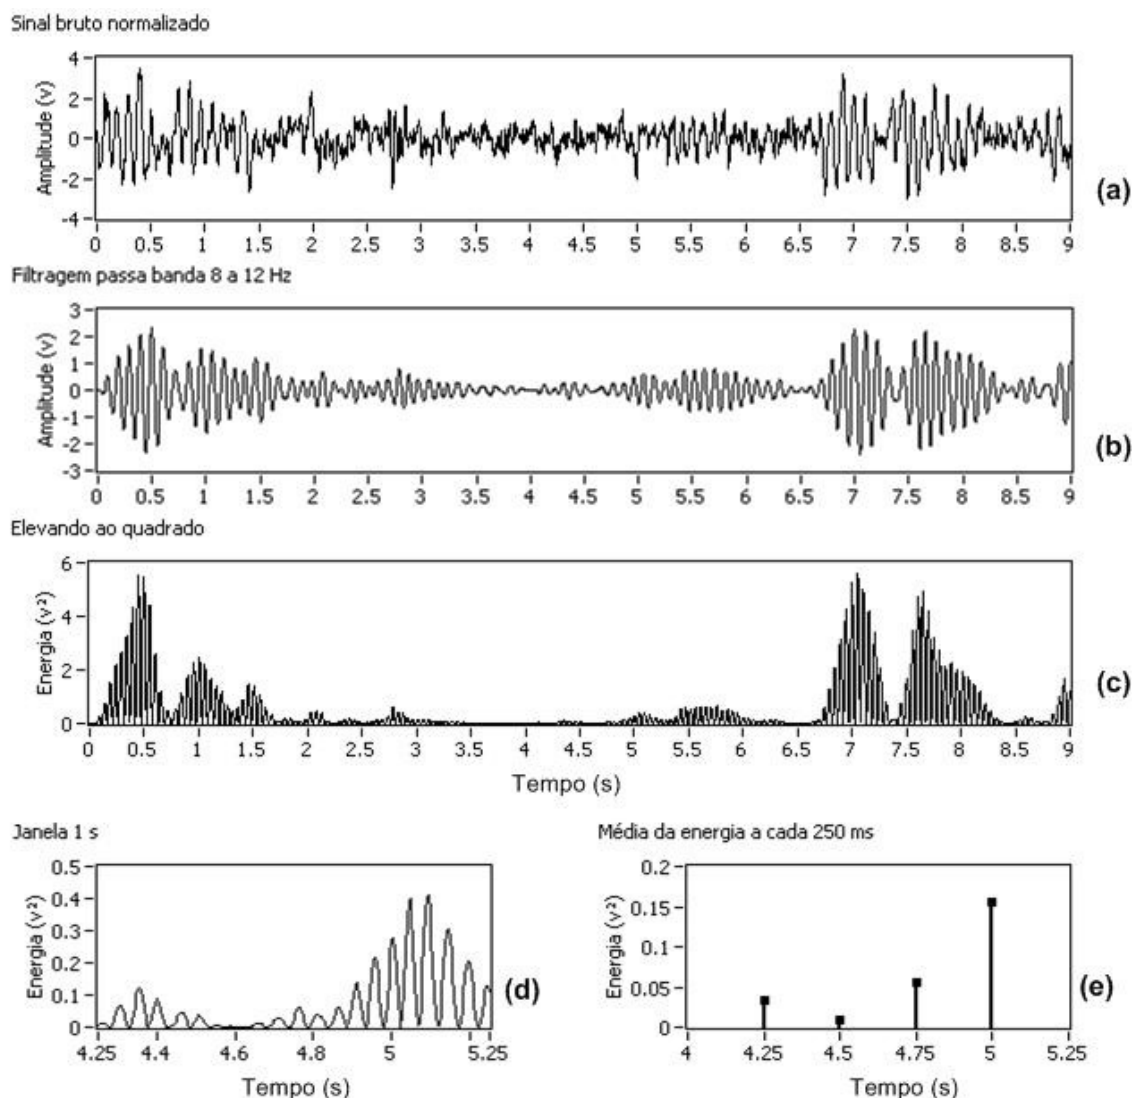 Sinal bruto normalizado
Amplitude (v)
4
2
0
-2
-4
0 0.5 1 1.5 2 2.5 3 3.5 4 4.5 5 5.5 6 6.5 7 7.5 8 8.5 9
(a)
Filtragem passa banda 8 a 12 Hz
Amplitude (v)
3
2
1
0
-1
-2
-3
0 0.5 1 1.5 2 2.5 3 3.5 4 4.5 5 5.5 6 6.5 7 7.5 8 8.5 9
(b)
Elevando ao quadrado
Energia (v²)
6
4
2
0
0 0.5 1 1.5 2 2.5 3 3.5 4 4.5 5 5.5 6 6.5 7 7.5 8 8.5 9
(c)
Tempo (s)
Janela 1 s
Energia (v²)
0.5
0.4
0.3
0.2
0.1
0
4.25 4.4 4.6 4.8 5 5.25
(d)
Tempo (s)
Média da energia a cada 250 ms
Energia (v²)
0.2
0.15
0.1
0.05
0
4 4.25 4.5 4.75 5 5.25
(e)
Tempo (s)